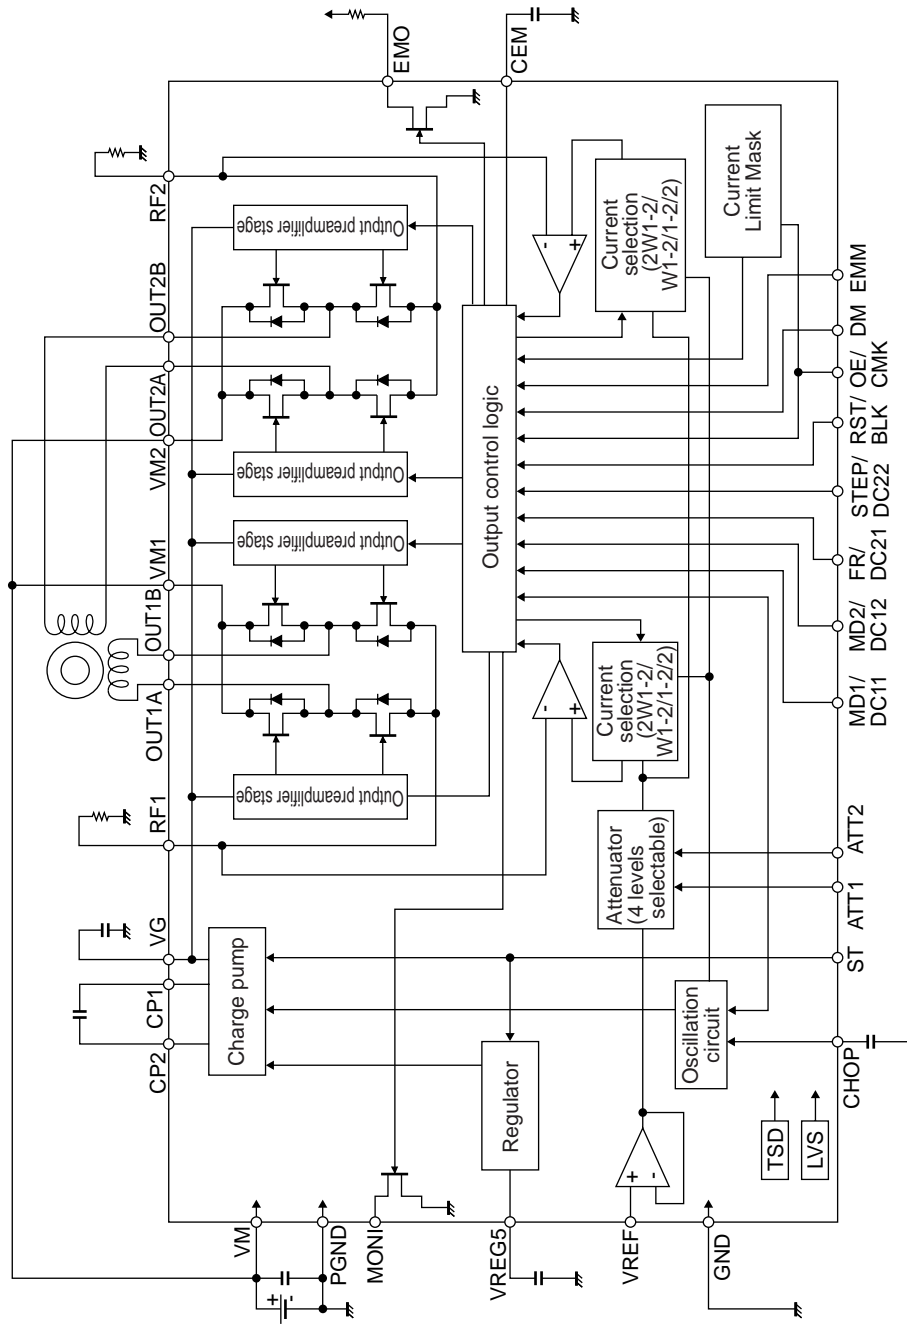 EMO
CEM
RF2
OUT2B
OUT2A
VM2
VM1
OUT1B
OUT1A
RF1
VG
CP1
CP2
VM
PGND
MONI
VREG5
VREF
GND
+
-
Output preamplifier stage
Output preamplifier stage
Output preamplifier stage
Output preamplifier stage
Charge pump
Regulator
Output control logic
-
+
-
+
+
-
Current
selection
(2W1-2/
W1-2/1-2/2)
Current
selection
(2W1-2/
W1-2/1-2/2)
Current
Limit Mask
Attenuator
(4 levels
selectable)
Oscillation
circuit
TSD
LVS
CHOP
ST
ATT1
ATT2
MD1/
DC11
MD2/
DC12
FR/
DC21
STEP/
DC22
RST/
BLK
OE/
CMK
DM
EMM